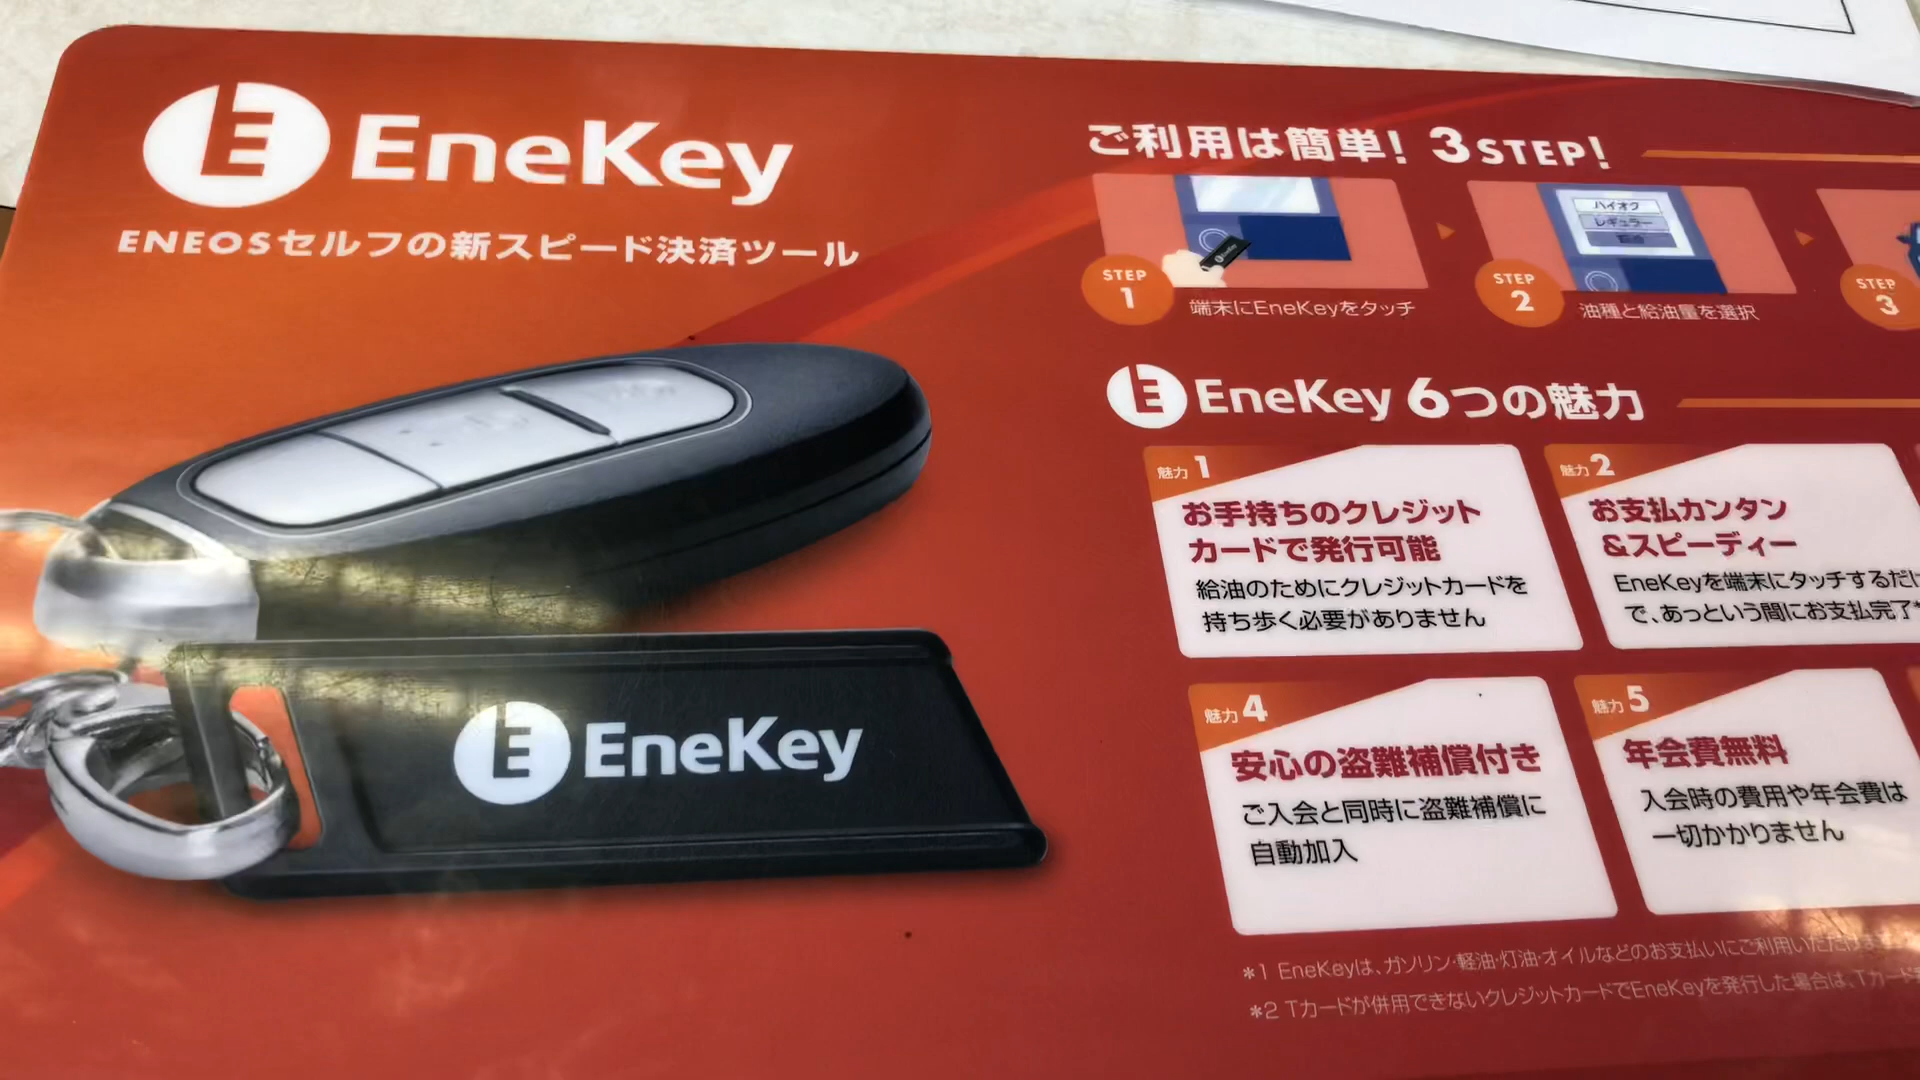 EneKey
ENEOSセルフの新スピード決済ツール
EneKey
ご利用は簡単! 3STEP!
ハイオク
レギュラー
STEP
1
端末にEneKeyをタッチ
STEP
2
油種と給油量を選択
STEP
3
EneKey 6つの魅力
魅力1
お手持ちのクレジット
カードで発行可能
給油のためにクレジットカードを
持ち歩く必要がありません
魅力2
お支払カンタン
&スピーディー
EneKeyを端末にタッチするだけ
で、あっという間にお支払完了
魅力4
安心の盗難補償付き
ご入会と同時に盗難補償に
自動加入
魅力5
年会費無料
入会時の費用や年会費は
一切かかりません
*1 EneKeyは、ガソリン・軽油・灯油・オイルなどのお支払いにご利用いただけま
*2 Tカードが併用できないクレジットカードでEneKeyを発行した場合は、Tカード